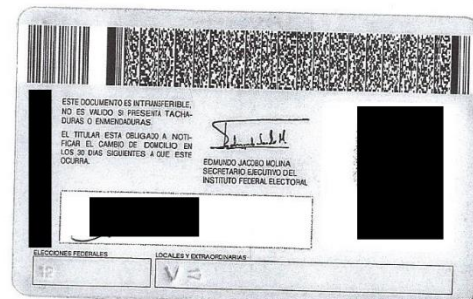 ESTE DOCUMENTO ES INTRANSFERIBLE,
NO ES VALIDO SI PRESENTA TACHA-
DURAS O ENMENDADURAS.
EL TITULAR ESTA OBLIGADO A NOTI-
FICAR EL CAMBIO DE DOMICILIO EN
LOS 30 DIAS SIGUIENTES A QUE ESTE
OCURRA.
EDMUNDO JACOBO MOLINA
SECRETARIO EJECUTIVO DEL
INSTITUTO FEDERAL ELECTORAL
ELECCIONES FEDERALES
LOCALES Y EXTRAORDINARIAS
12